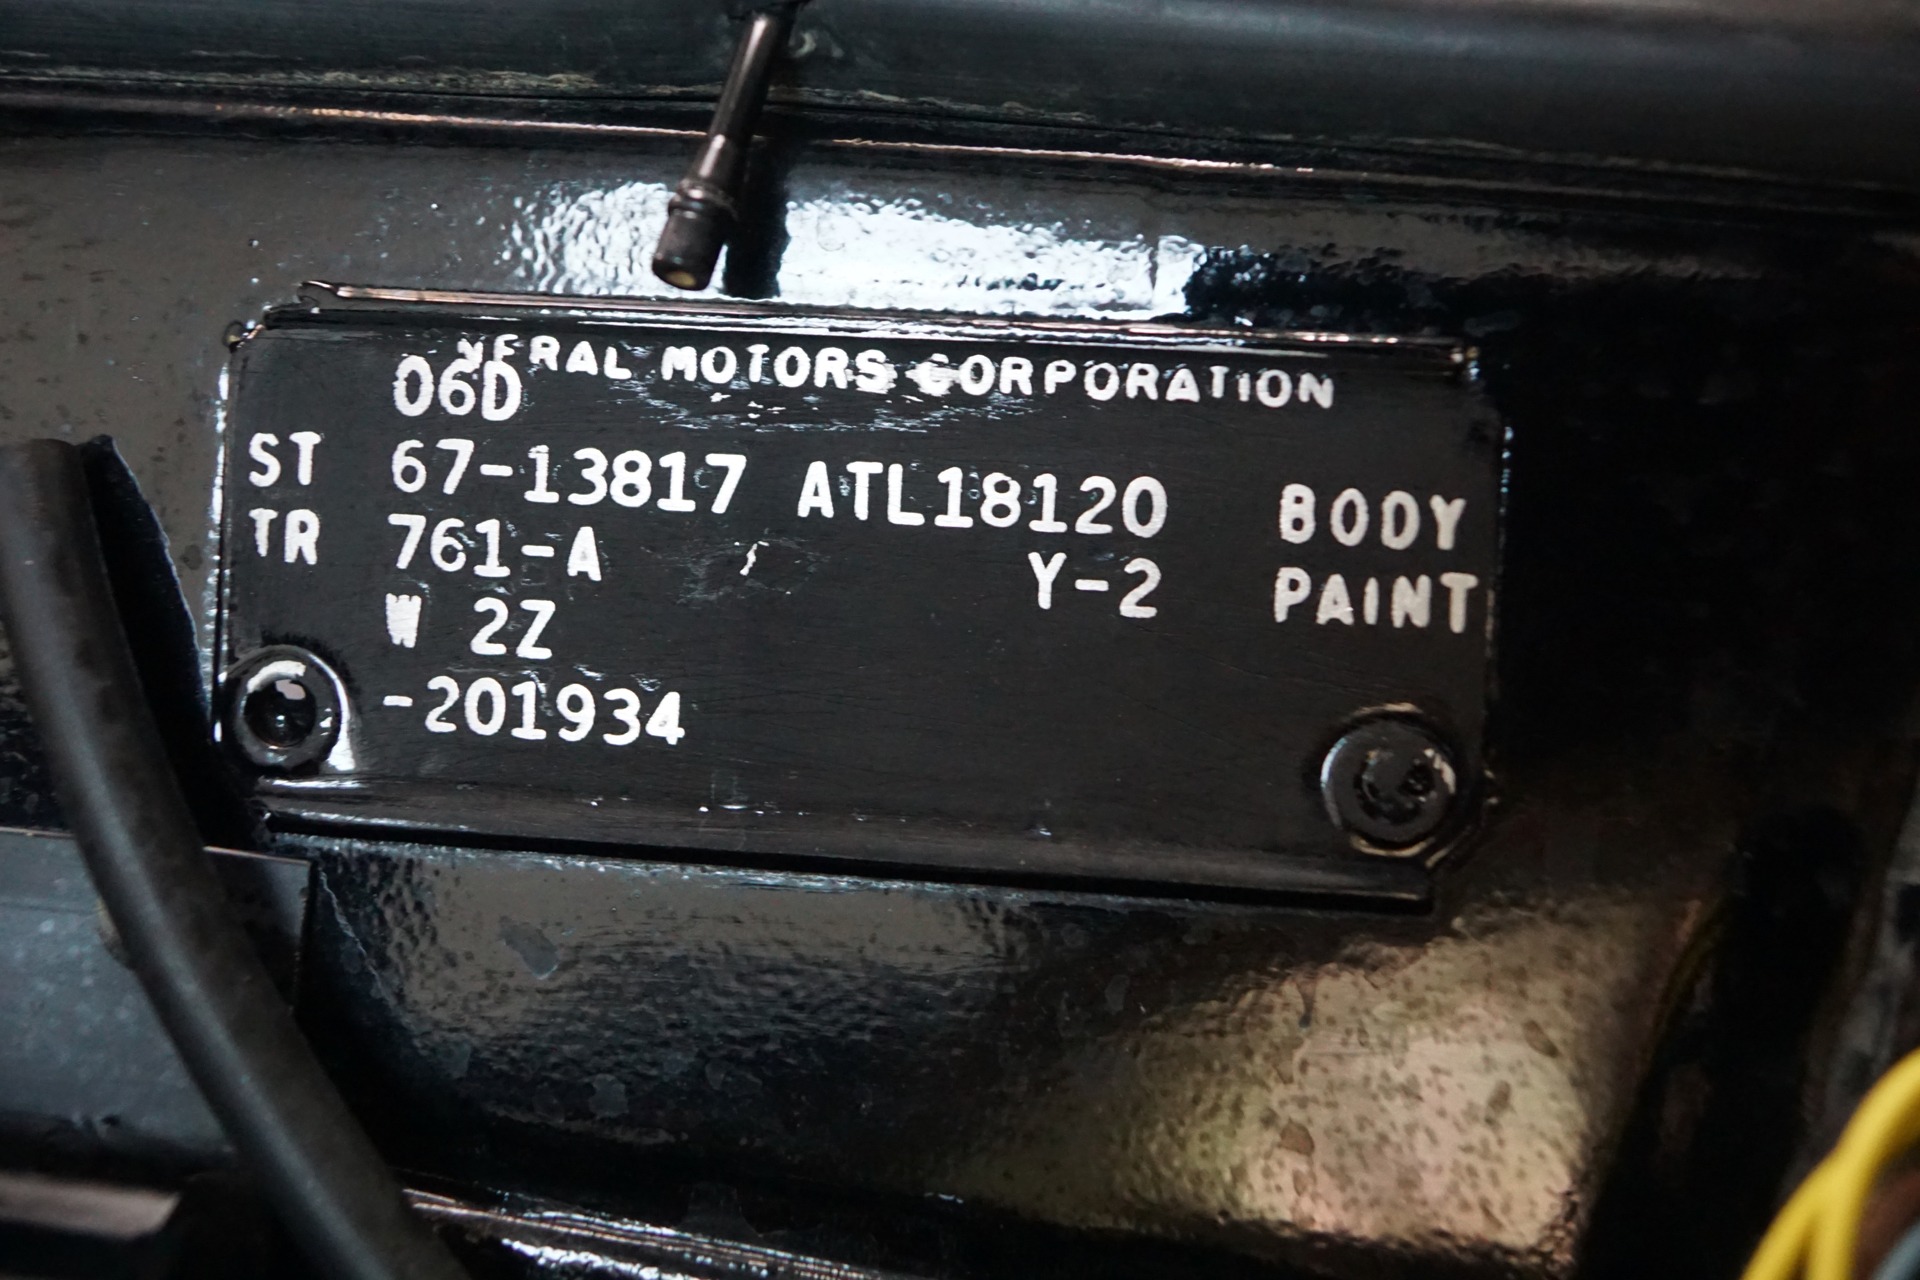 NERAL MOTORS CORPORATION
06D
ST 67-13817 ATL18120 BODY
TR 761-A Y-2 PAINT
W 2Z
-201934